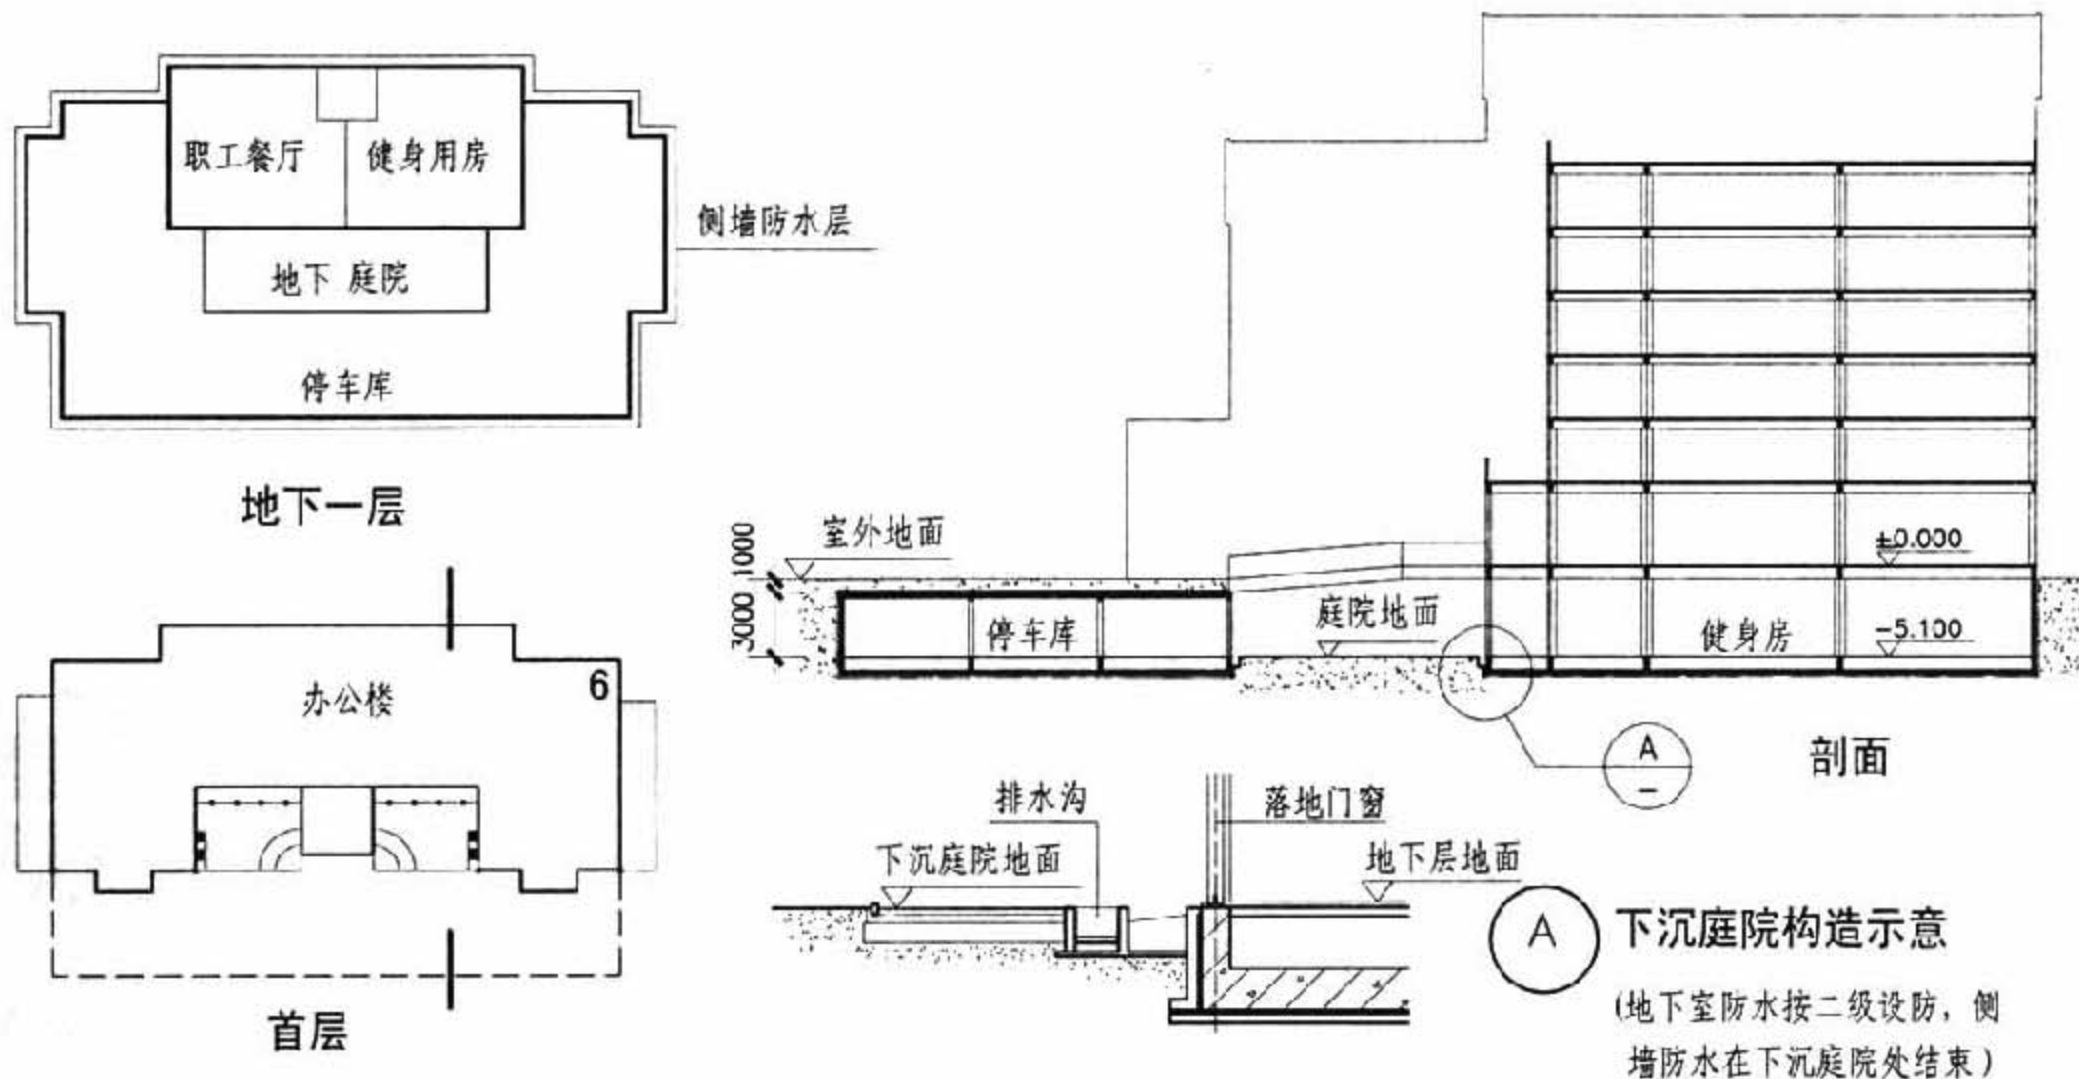 职工餐厅
健身用房
侧墙防水层
地下 庭院
停车库
地下一层
办公楼
6
首层
室外地面
1000
3000
停车库
庭院地面
±0.000
健身房
-5.100
A
-
剖面
排水沟
落地门窗
下沉庭院地面
地下层地面
A
下沉庭院构造示意
(地下室防水按二级设防，侧
墙防水在下沉庭院处结束)